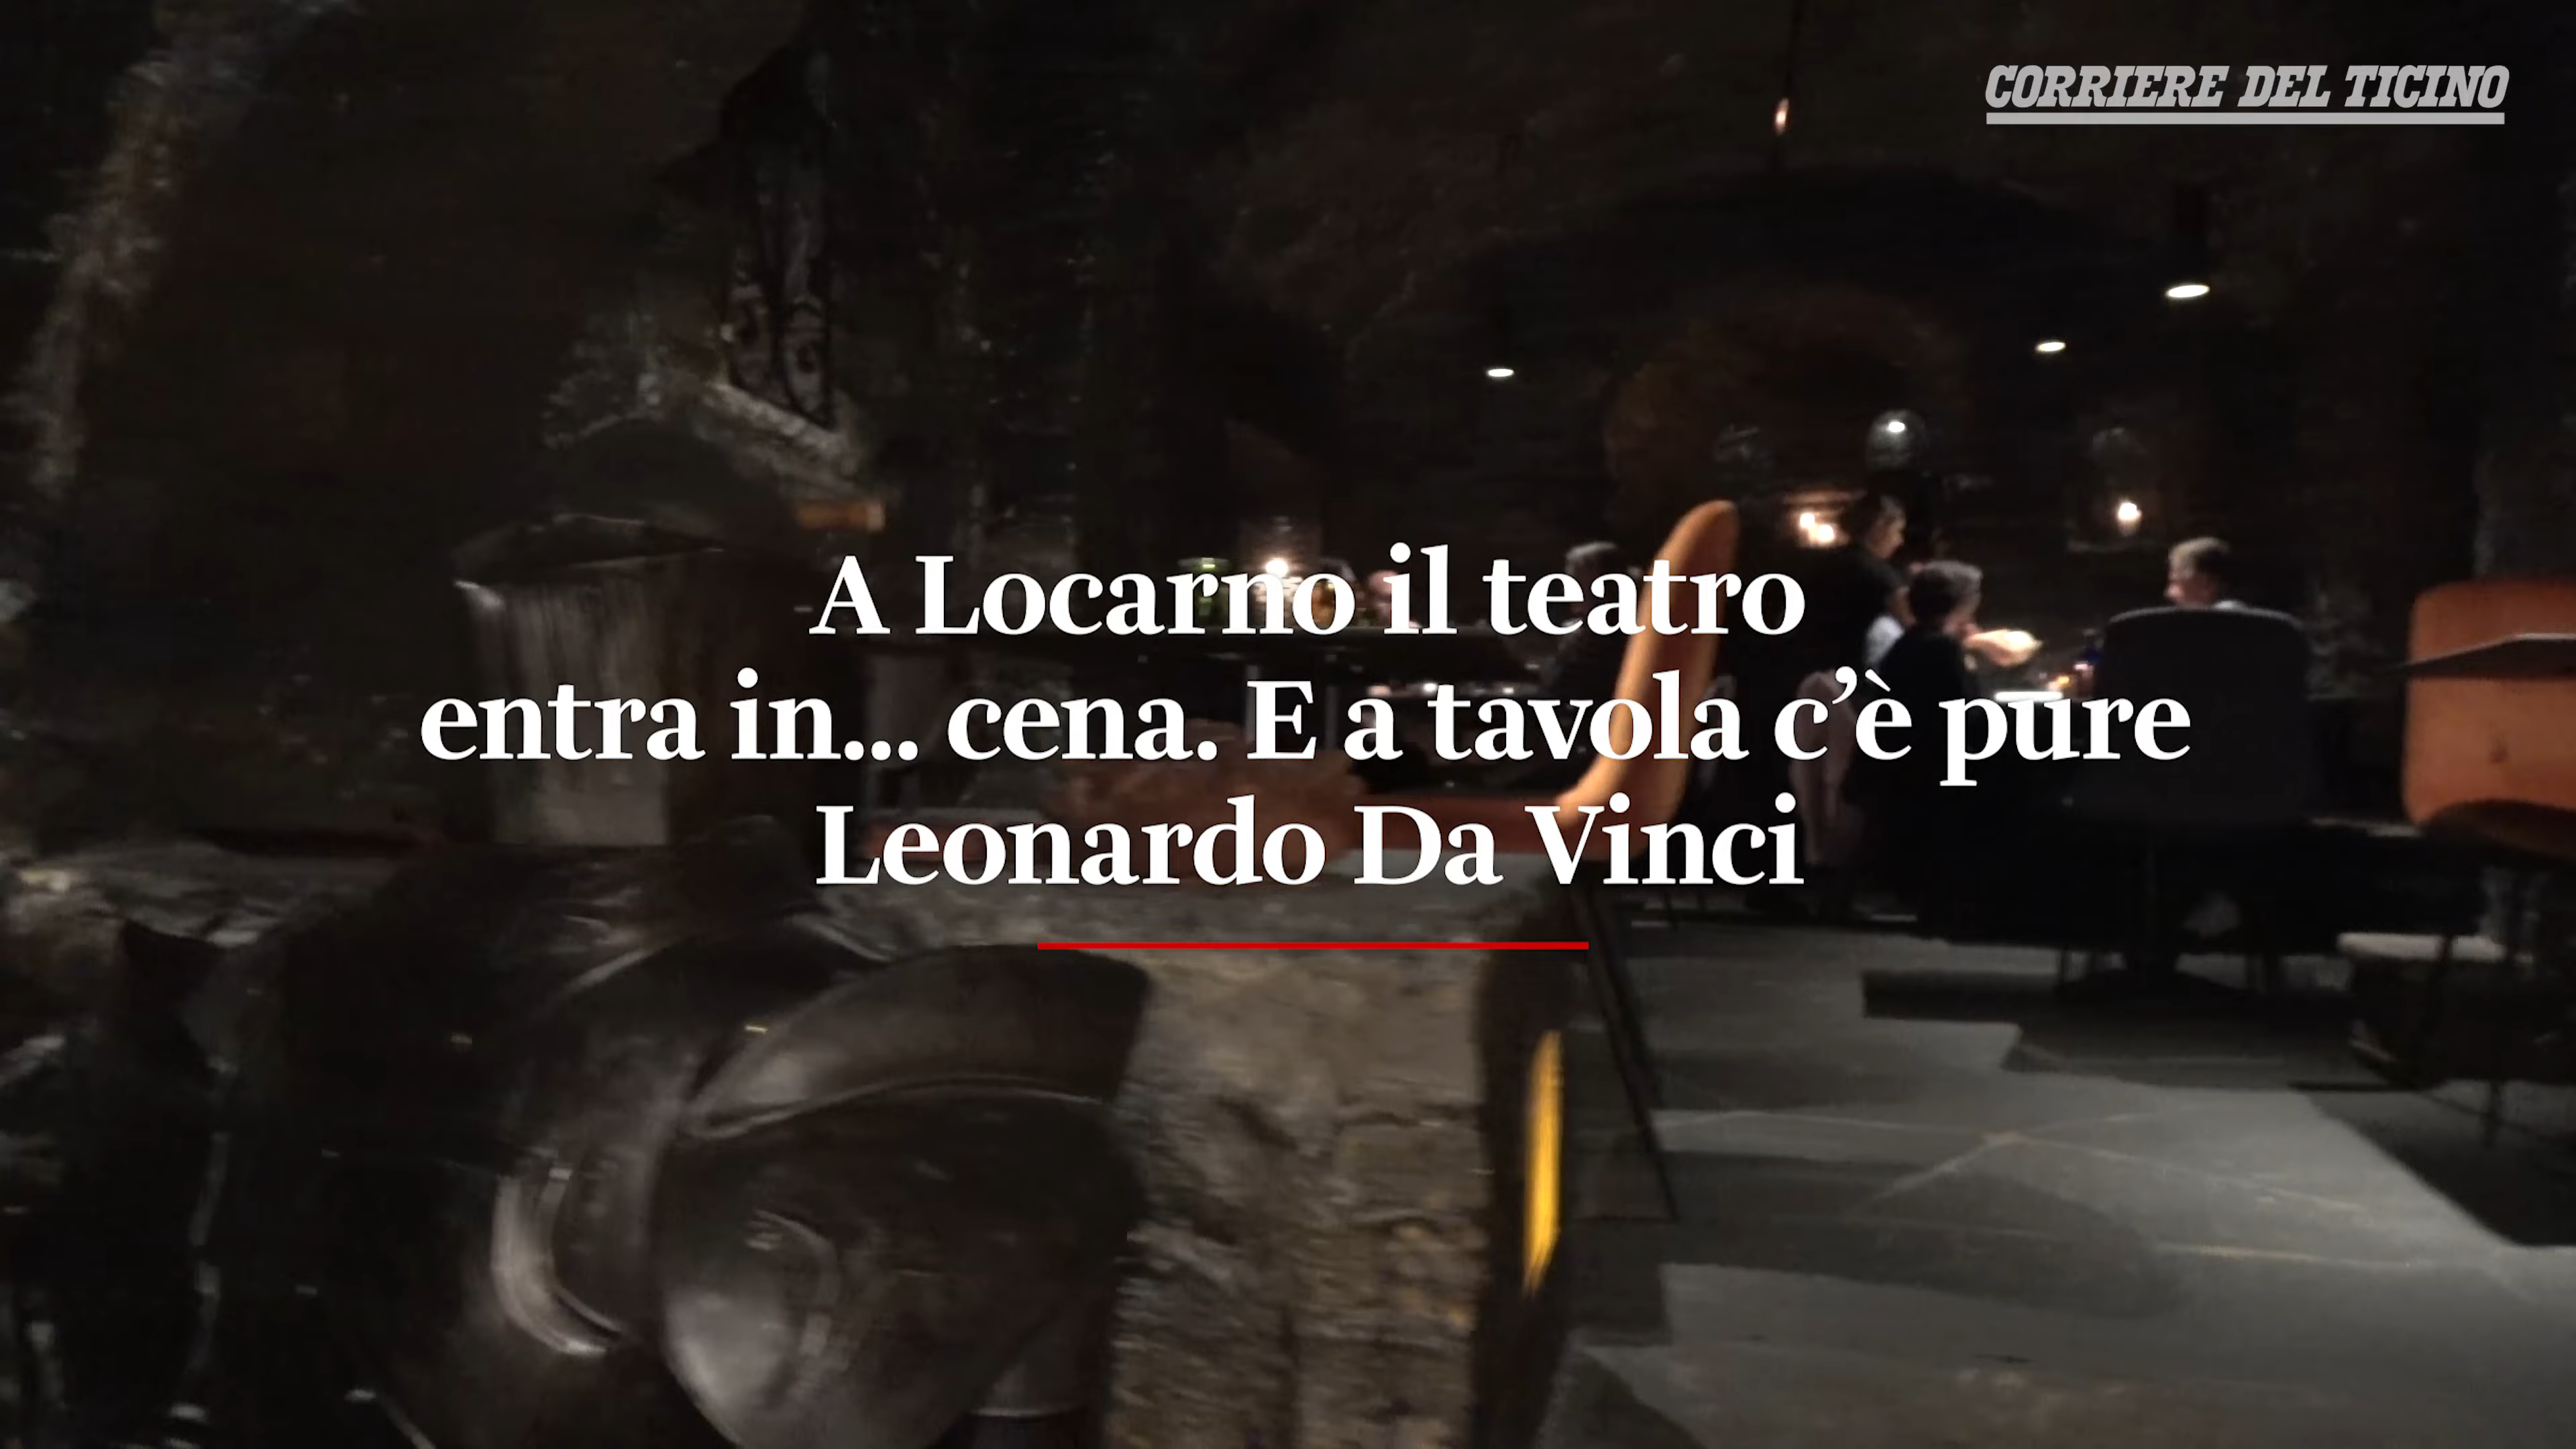 CORRIERE DEL TICINO
A Locarno il teatro
entra in... cena. E a tavola c’è pure
Leonardo Da Vinci